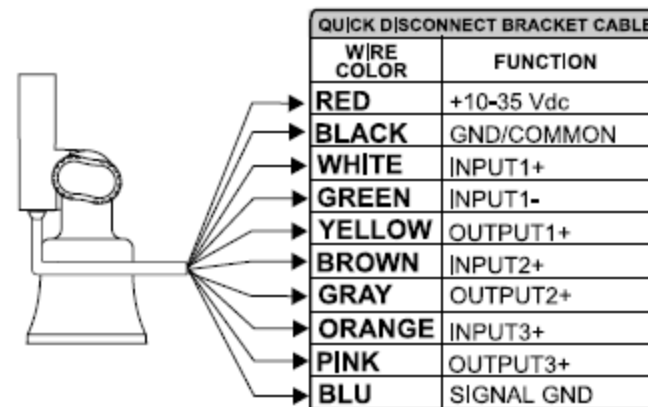 QUICK DISCONNECT BRACKET CABLE
WIRE COLOR FUNCTION
RED +10-35 Vdc
BLACK GND/COMMON
WHITE INPUT1+
GREEN INPUT1-
YELLOW OUTPUT1+
BROWN INPUT2+
GRAY OUTPUT2+
ORANGE INPUT3+
PINK OUTPUT3+
BLU SIGNAL GND